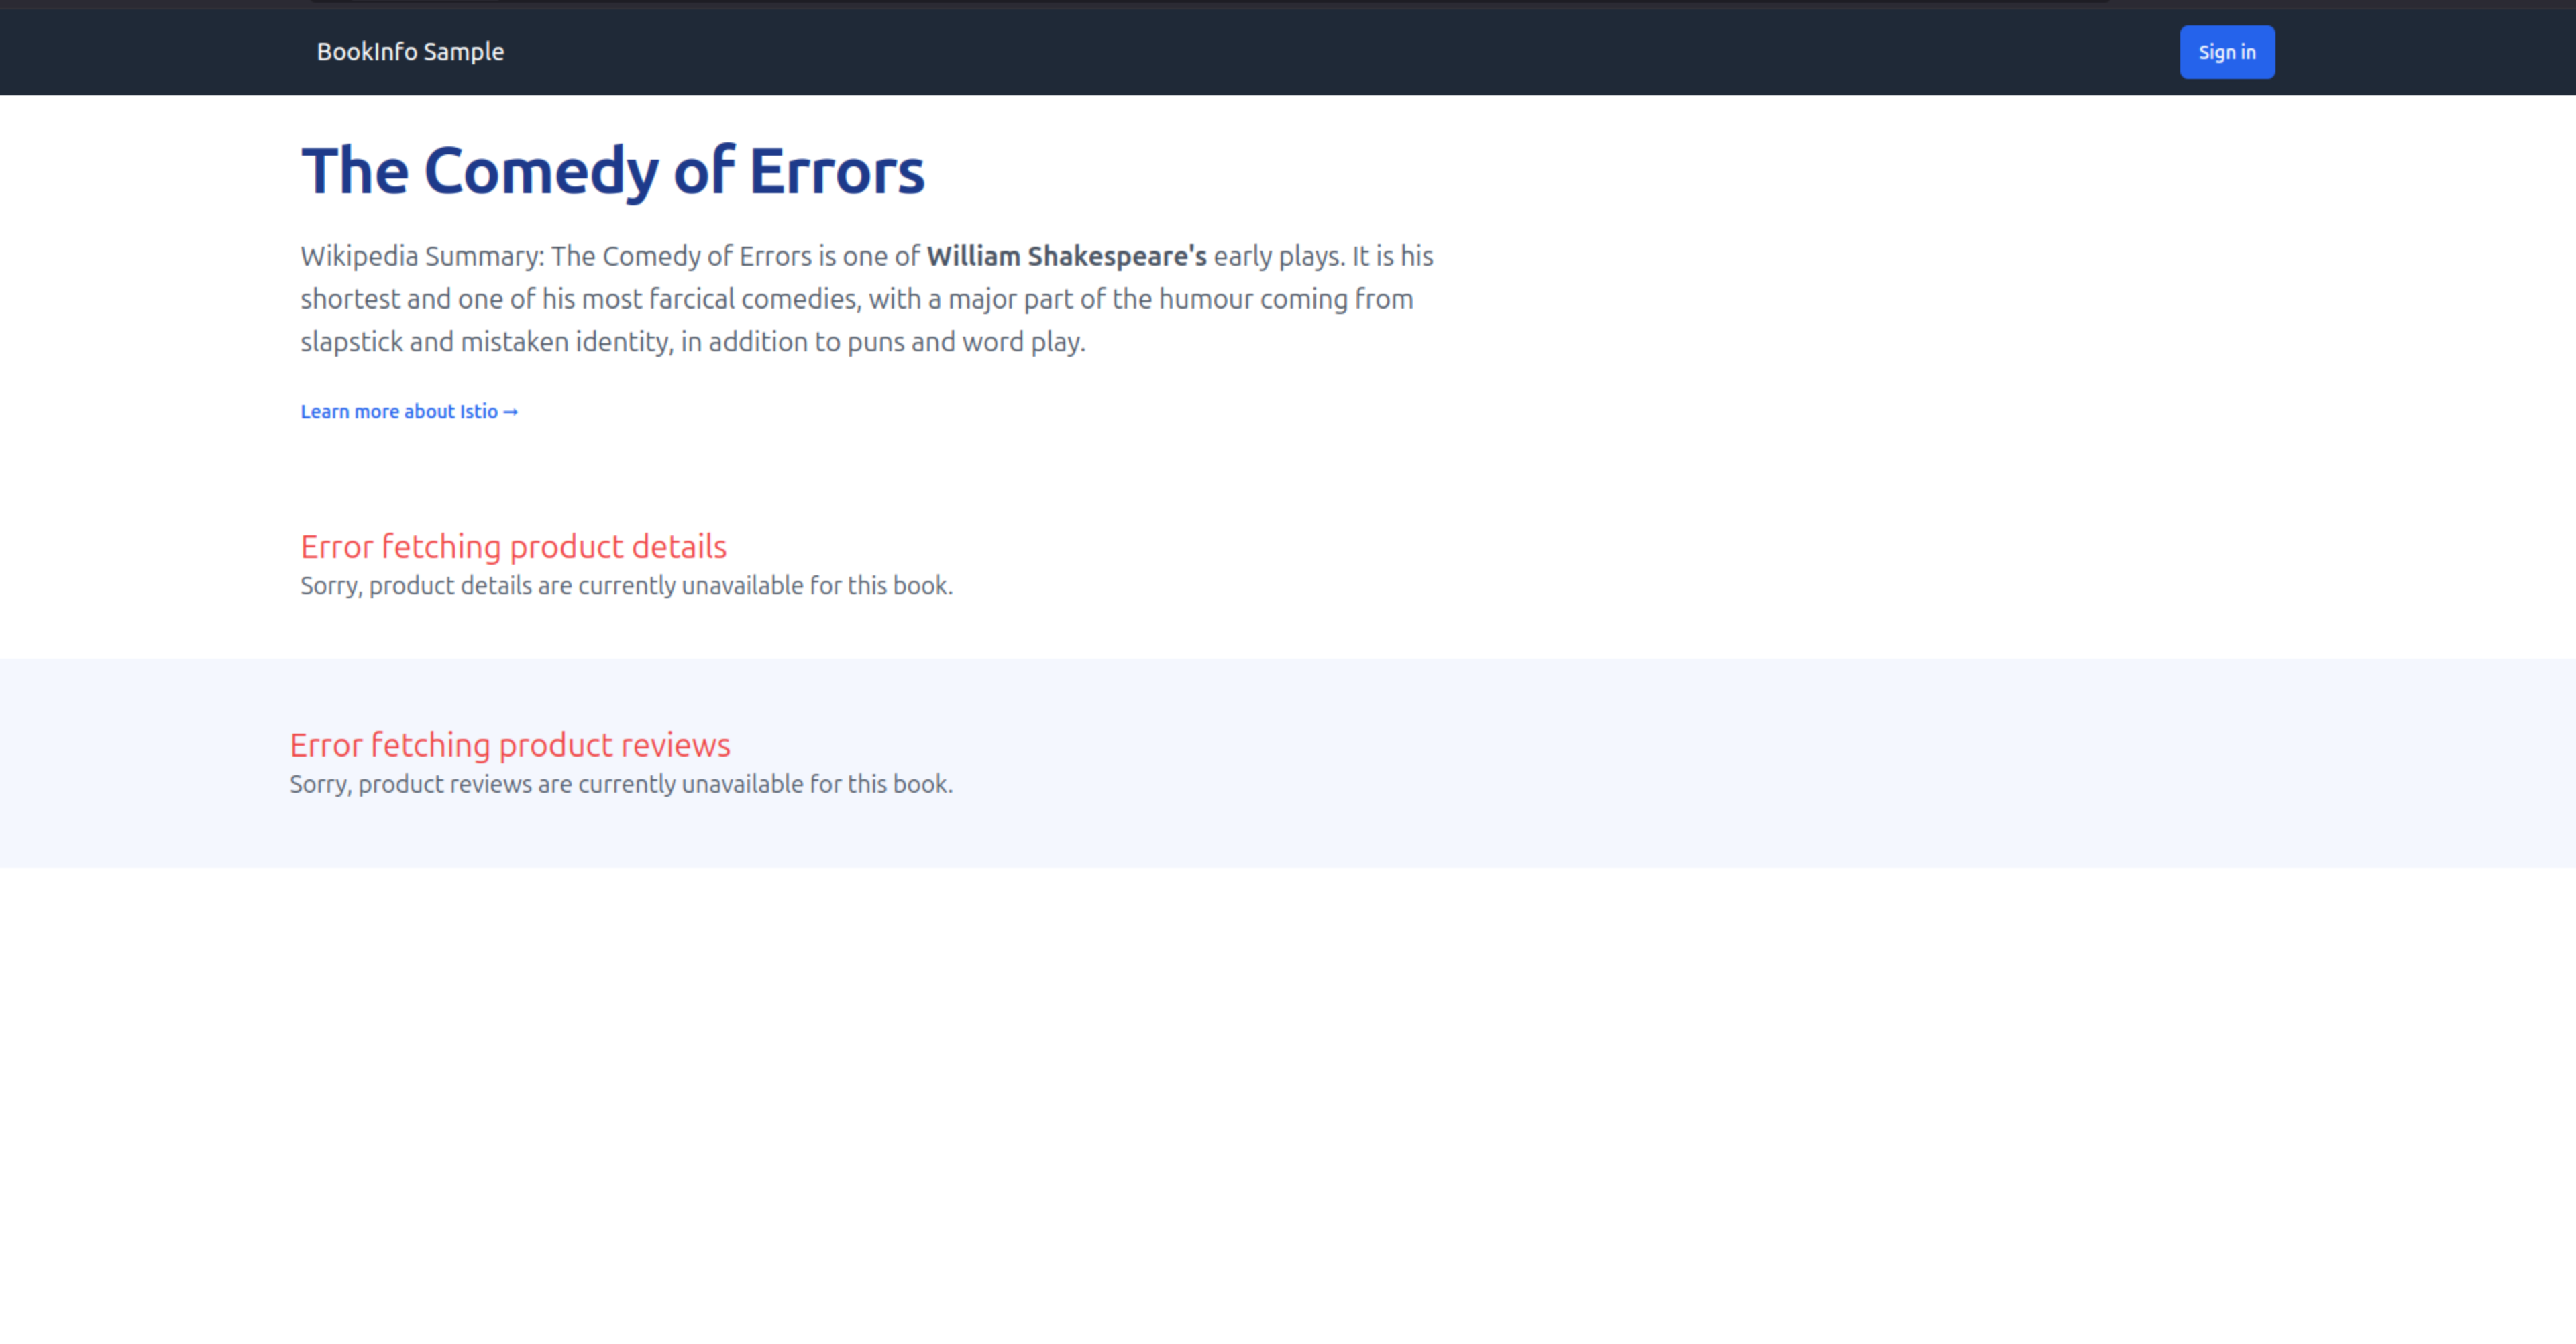 BookInfo Sample
Sign in
The Comedy of Errors
Wikipedia Summary: The Comedy of Errors is one of William Shakespeare's early plays. It is his
shortest and one of his most farcical comedies, with a major part of the humour coming from
slapstick and mistaken identity, in addition to puns and word play.
Learn more about Istio →
Error fetching product details
Sorry, product details are currently unavailable for this book.
Error fetching product reviews
Sorry, product reviews are currently unavailable for this book.